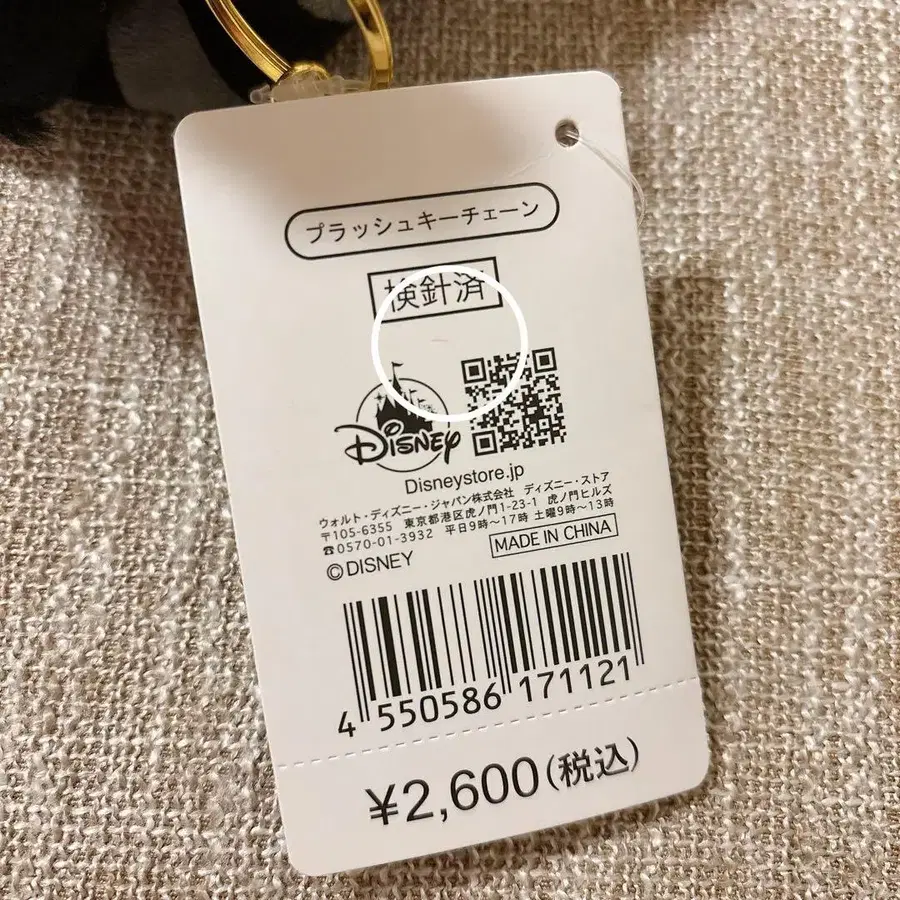 プラッシュキーチェーン
検針済
DISNEY
Disneystore.jp
ウォルト・ディズニー・ジャパン株式会社 ディズニー・ストア
〒105-6355 東京都港区虎ノ門1-23-1 虎ノ門ヒルズ
☎0570-01-3932 平日9時～17時 土曜9時～13時
©DISNEY MADE IN CHINA
4 550586 171121
¥2,600(税込)